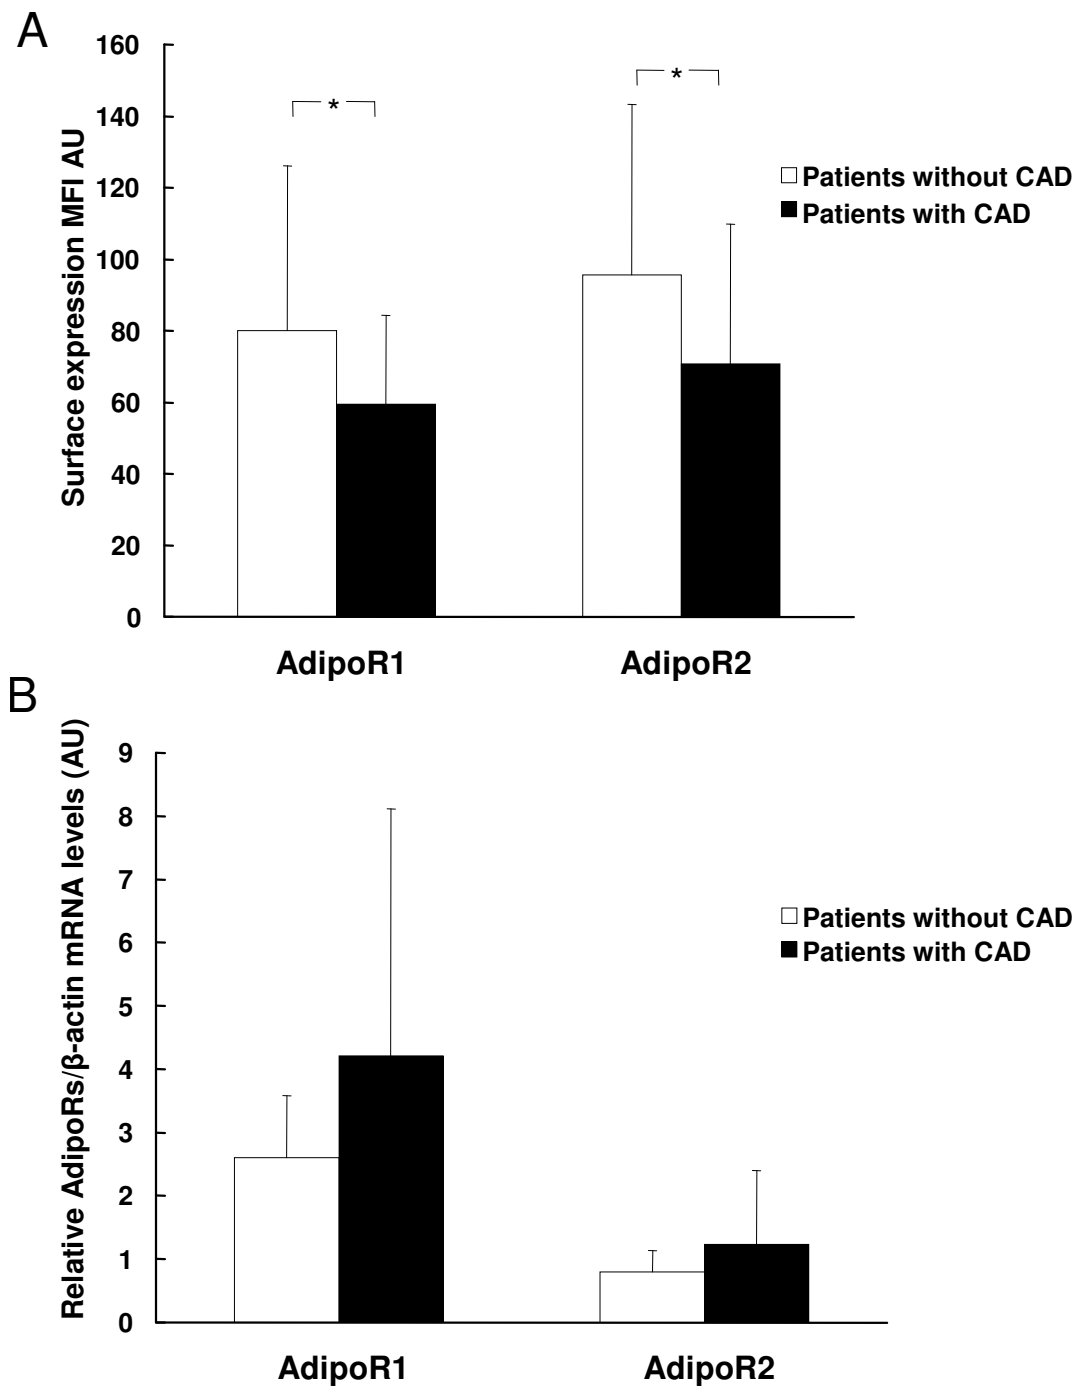 A
Surface expression MFI AU
160
140
120
100
80
60
40
20
0
*
*
Patients without CAD
Patients with CAD
AdipoR1
AdipoR2
B
Relative AdipoRs/β-actin mRNA levels (AU)
9
8
7
6
5
4
3
2
1
0
Patients without CAD
Patients with CAD
AdipoR1
AdipoR2